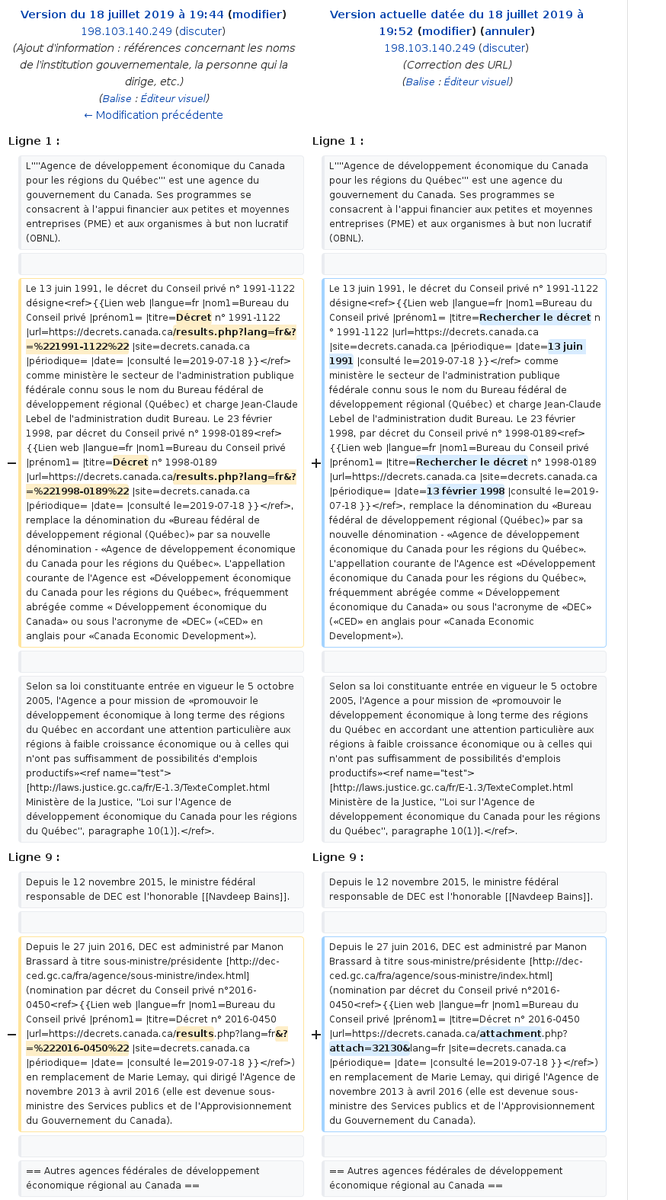 Version du 18 juillet 2019 à 19:44 (modifier)
198.103.140.249 (discuter)
(Ajout d'information : références concernant les noms
de l'institution gouvernementale, la personne qui la
dirige, etc.)
(Balise : Éditeur visuel)
← Modification précédente
Version actuelle datée du 18 juillet 2019 à
19:52 (modifier) (annuler)
198.103.140.249 (discuter)
(Correction des URL)
(Balise : Éditeur visuel)
Ligne 1 :
L'""Agence de développement économique du Canada
pour les régions du Québec''' est une agence du
gouvernement du Canada. Ses programmes se
consacrent à l'appui financier aux petites et moyennes
entreprises (PME) et aux organismes à but non lucratif
(OBNL).
Ligne 1 :
L'""Agence de développement économique du Canada
pour les régions du Québec''' est une agence du
gouvernement du Canada. Ses programmes se
consacrent à l'appui financier aux petites et moyennes
entreprises (PME) et aux organismes à but non lucratif
(OBNL).
−
Le 13 juin 1991, le décret du Conseil privé n° 1991-1122
désigne<ref>{{Lien web |langue=fr |nom1=Bureau du
Conseil privé |prénom1= |titre=Décret n° 1991-1122
|url=https://decrets.canada.ca/results.php?lang=fr&?
=%221991-1122%22 |site=decrets.canada.ca
|périodique= |date= |consulté le=2019-07-18 }}</ref>
comme ministère le secteur de l'administration publique
fédérale connu sous le nom du Bureau fédéral de
développement régional (Québec) et charge Jean-Claude
Lebel de l'administration dudit Bureau. Le 23 février
1998, par décret du Conseil privé n° 1998-0189<ref>
{{Lien web |langue=fr |nom1=Bureau du Conseil privé
|prénom1= |titre=Décret n° 1998-0189
|url=https://decrets.canada.ca/results.php?lang=fr&?
=%221998-0189%22 |site=decrets.canada.ca
|périodique= |date= |consulté le=2019-07-18 }}</ref>,
remplace la dénomination du «Bureau fédéral de
développement régional (Québec)» par sa nouvelle
dénomination - «Agence de développement économique
du Canada pour les régions du Québec». L'appellation
courante de l'Agence est «Développement économique
du Canada pour les régions du Québec», fréquemment
abrégée comme « Développement économique du
Canada» ou sous l'acronyme de «DEC» («CED» en
anglais pour «Canada Economic Development»).
+
Le 13 juin 1991, le décret du Conseil privé n° 1991-1122
désigne<ref>{{Lien web |langue=fr |nom1=Bureau du
Conseil privé |prénom1= |titre=Rechercher le décret n
° 1991-1122 |url=https://decrets.canada.ca
|site=decrets.canada.ca |périodique= |date=13 juin
1991 |consulté le=2019-07-18 }}</ref> comme
ministère le secteur de l'administration publique
fédérale connu sous le nom du Bureau fédéral de
développement régional (Québec) et charge Jean-Claude
Lebel de l'administration dudit Bureau. Le 23 février
1998, par décret du Conseil privé n° 1998-0189<ref>
{{Lien web |langue=fr |nom1=Bureau du Conseil privé
|prénom1= |titre=Rechercher le décret n° 1998-0189
|url=https://decrets.canada.ca |site=decrets.canada.ca
|périodique= |date=13 février 1998 |consulté le=2019-
07-18 }}</ref>, remplace la dénomination du «Bureau
fédéral de développement régional (Québec)» par sa
nouvelle dénomination - «Agence de développement
économique du Canada pour les régions du Québec».
L'appellation courante de l'Agence est «Développement
économique du Canada pour les régions du Québec»,
fréquemment abrégée comme « Développement
économique du Canada» ou sous l'acronyme de «DEC»
(«CED» en anglais pour «Canada Economic
Development»).
Selon sa loi constituante entrée en vigueur le 5 octobre
2005, l'Agence a pour mission de «promouvoir le
développement économique à long terme des régions
du Québec en accordant une attention particulière aux
régions à faible croissance économique ou à celles qui
n'ont pas suffisamment de possibilités d'emplois
productifs»<ref name="test">
[http://laws.justice.gc.ca/fr/E-1.3/TexteComplet.html
Ministère de la Justice, "Loi sur l'Agence de
développement économique du Canada pour les régions
du Québec", paragraphe 10(1)].</ref>.
Selon sa loi constituante entrée en vigueur le 5 octobre
2005, l'Agence a pour mission de «promouvoir le
développement économique à long terme des régions
du Québec en accordant une attention particulière aux
régions à faible croissance économique ou à celles qui
n'ont pas suffisamment de possibilités d'emplois
productifs»<ref name="test">
[http://laws.justice.gc.ca/fr/E-1.3/TexteComplet.html
Ministère de la Justice, "Loi sur l'Agence de
développement économique du Canada pour les régions
du Québec", paragraphe 10(1)].</ref>.
Ligne 9 :
Depuis le 12 novembre 2015, le ministre fédéral
responsable de DEC est l'honorable [[Navdeep Bains]].
Ligne 9 :
Depuis le 12 novembre 2015, le ministre fédéral
responsable de DEC est l'honorable [[Navdeep Bains]].
−
Depuis le 27 juin 2016, DEC est administré par Manon
Brassard à titre sous-ministre/présidente [http://dec-
ced.gc.ca/fra/agence/sous-ministre/index.html]
(nomination par décret du Conseil privé n°2016-
0450<ref>{{Lien web |langue=fr |nom1=Bureau du
Conseil privé |prénom1= |titre=Décret n° 2016-0450
|url=https://decrets.canada.ca/results.php?lang=fr&?
=%222016-0450%22 |site=decrets.canada.ca
|périodique= |date= |consulté le=2019-07-18 }}</ref>)
en remplacement de Marie Lemay, qui dirigé l'Agence de
novembre 2013 à avril 2016 (elle est devenue sous-
ministre des Services publics et de l'Approvisionnement
du Gouvernement du Canada).
+
Depuis le 27 juin 2016, DEC est administré par Manon
Brassard à titre sous-ministre/présidente [http://dec-
ced.gc.ca/fra/agence/sous-ministre/index.html]
(nomination par décret du Conseil privé n°2016-
0450<ref>{{Lien web |langue=fr |nom1=Bureau du
Conseil privé |prénom1= |titre=Décret n° 2016-0450
|url=https://decrets.canada.ca/attachment.php?
attach=32130&lang=fr |site=decrets.canada.ca
|périodique= |date= |consulté le=2019-07-18 }}</ref>)
en remplacement de Marie Lemay, qui dirigé l'Agence de
novembre 2013 à avril 2016 (elle est devenue sous-
ministre des Services publics et de l'Approvisionnement
du Gouvernement du Canada).
== Autres agences fédérales de développement
économique régional au Canada ==
== Autres agences fédérales de développement
économique régional au Canada ==